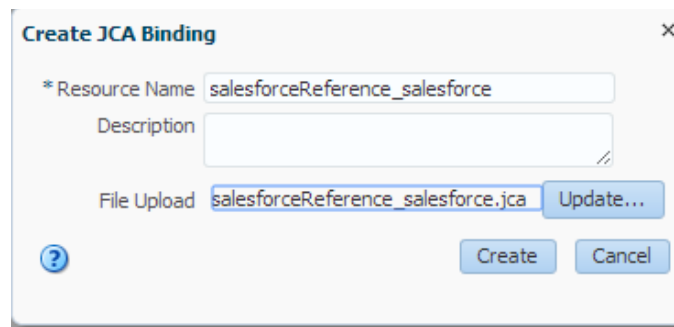 Create JCA Binding
* Resource Name salesforceReference_salesforce
Description
File Upload salesforceReference_salesforce.jca Update...
? Create Cancel